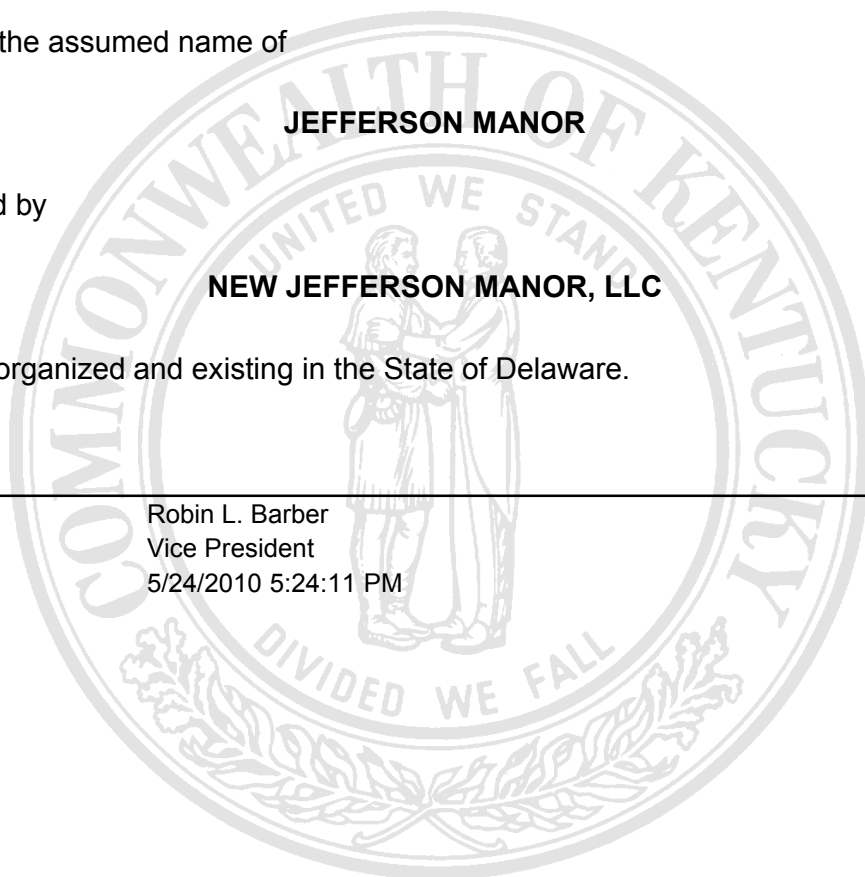 the assumed name of
JEFFERSON MANOR
d by
NEW JEFFERSON MANOR, LLC
organized and existing in the State of Delaware.
Robin L. Barber
Vice President
5/24/2010 5:24:11 PM
COMMONWEALTH OF KENTUCKY
UNITED WE STAND
DIVIDED WE FALL